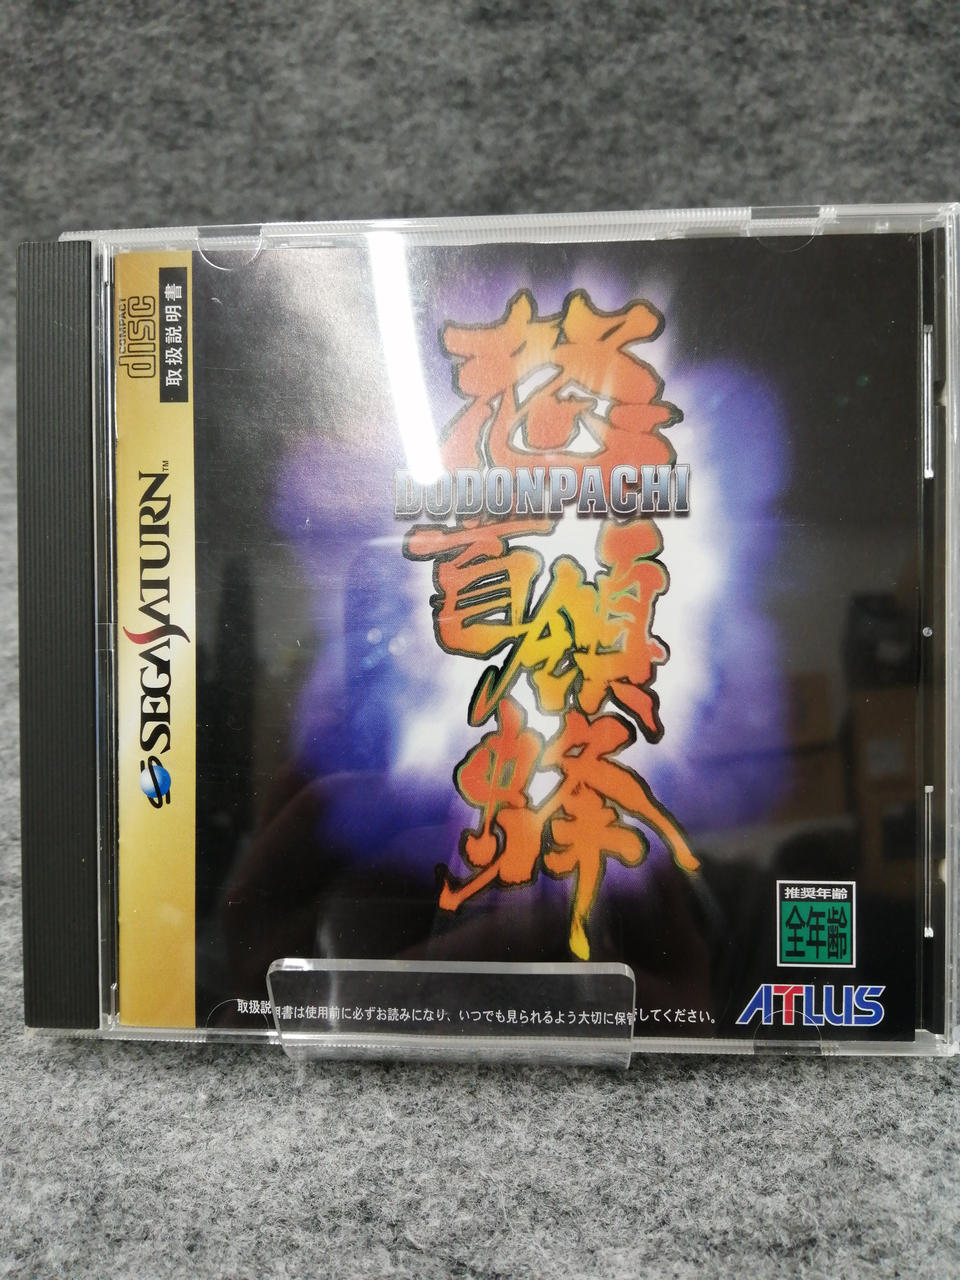 COMPACT
disc
取扱説明書
SEGA SATURN™
怒
DODONPACHI
首領
蜂
推奨年齢
全年齢
ATLUS
取扱説明書は使用前に必ずお読みになり、いつでも見られるよう大切に保管してください。